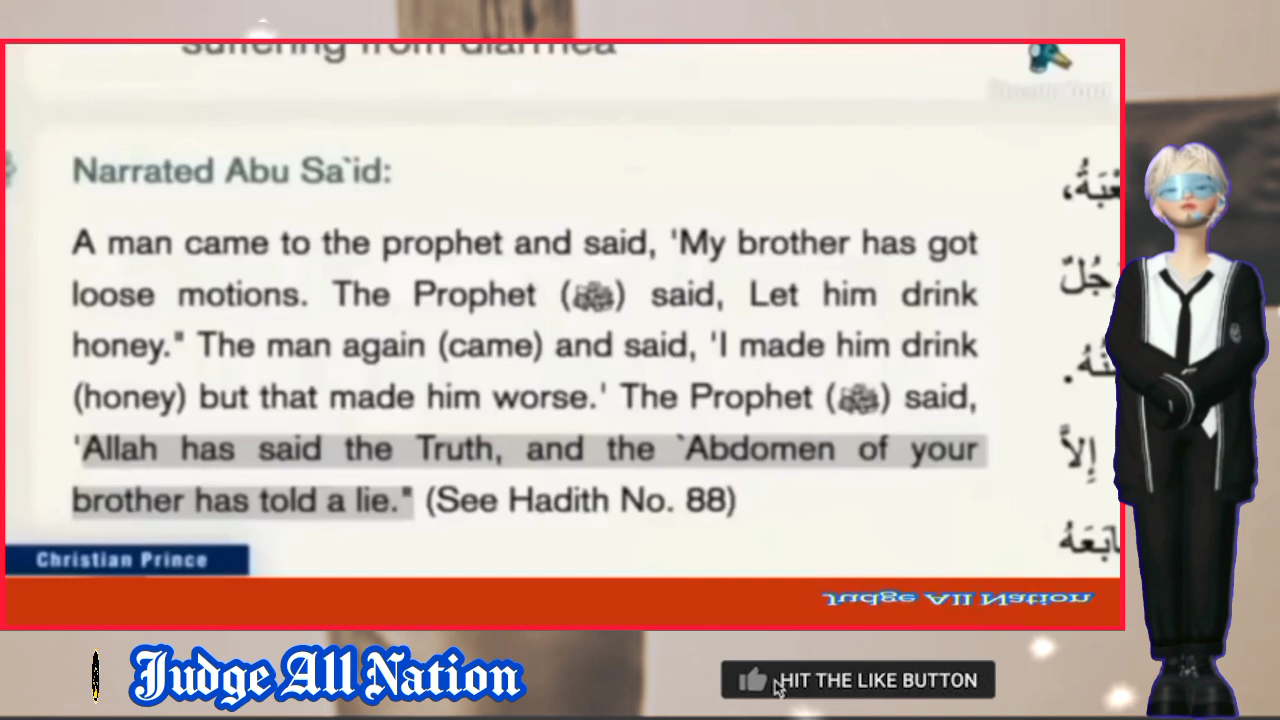 suffering from diarrhea
Narrated Abu Sa`id:
A man came to the prophet and said, 'My brother has got
loose motions. The Prophet (ﷺ) said, Let him drink
honey." The man again (came) and said, 'I made him drink
(honey) but that made him worse.' The Prophet (ﷺ) said,
'Allah has said the Truth, and the `Abdomen of your
brother has told a lie." (See Hadith No. 88)
إِلاَّ
Christian Prince
Judge All Nation
Judge All Nation
HIT THE LIKE BUTTON